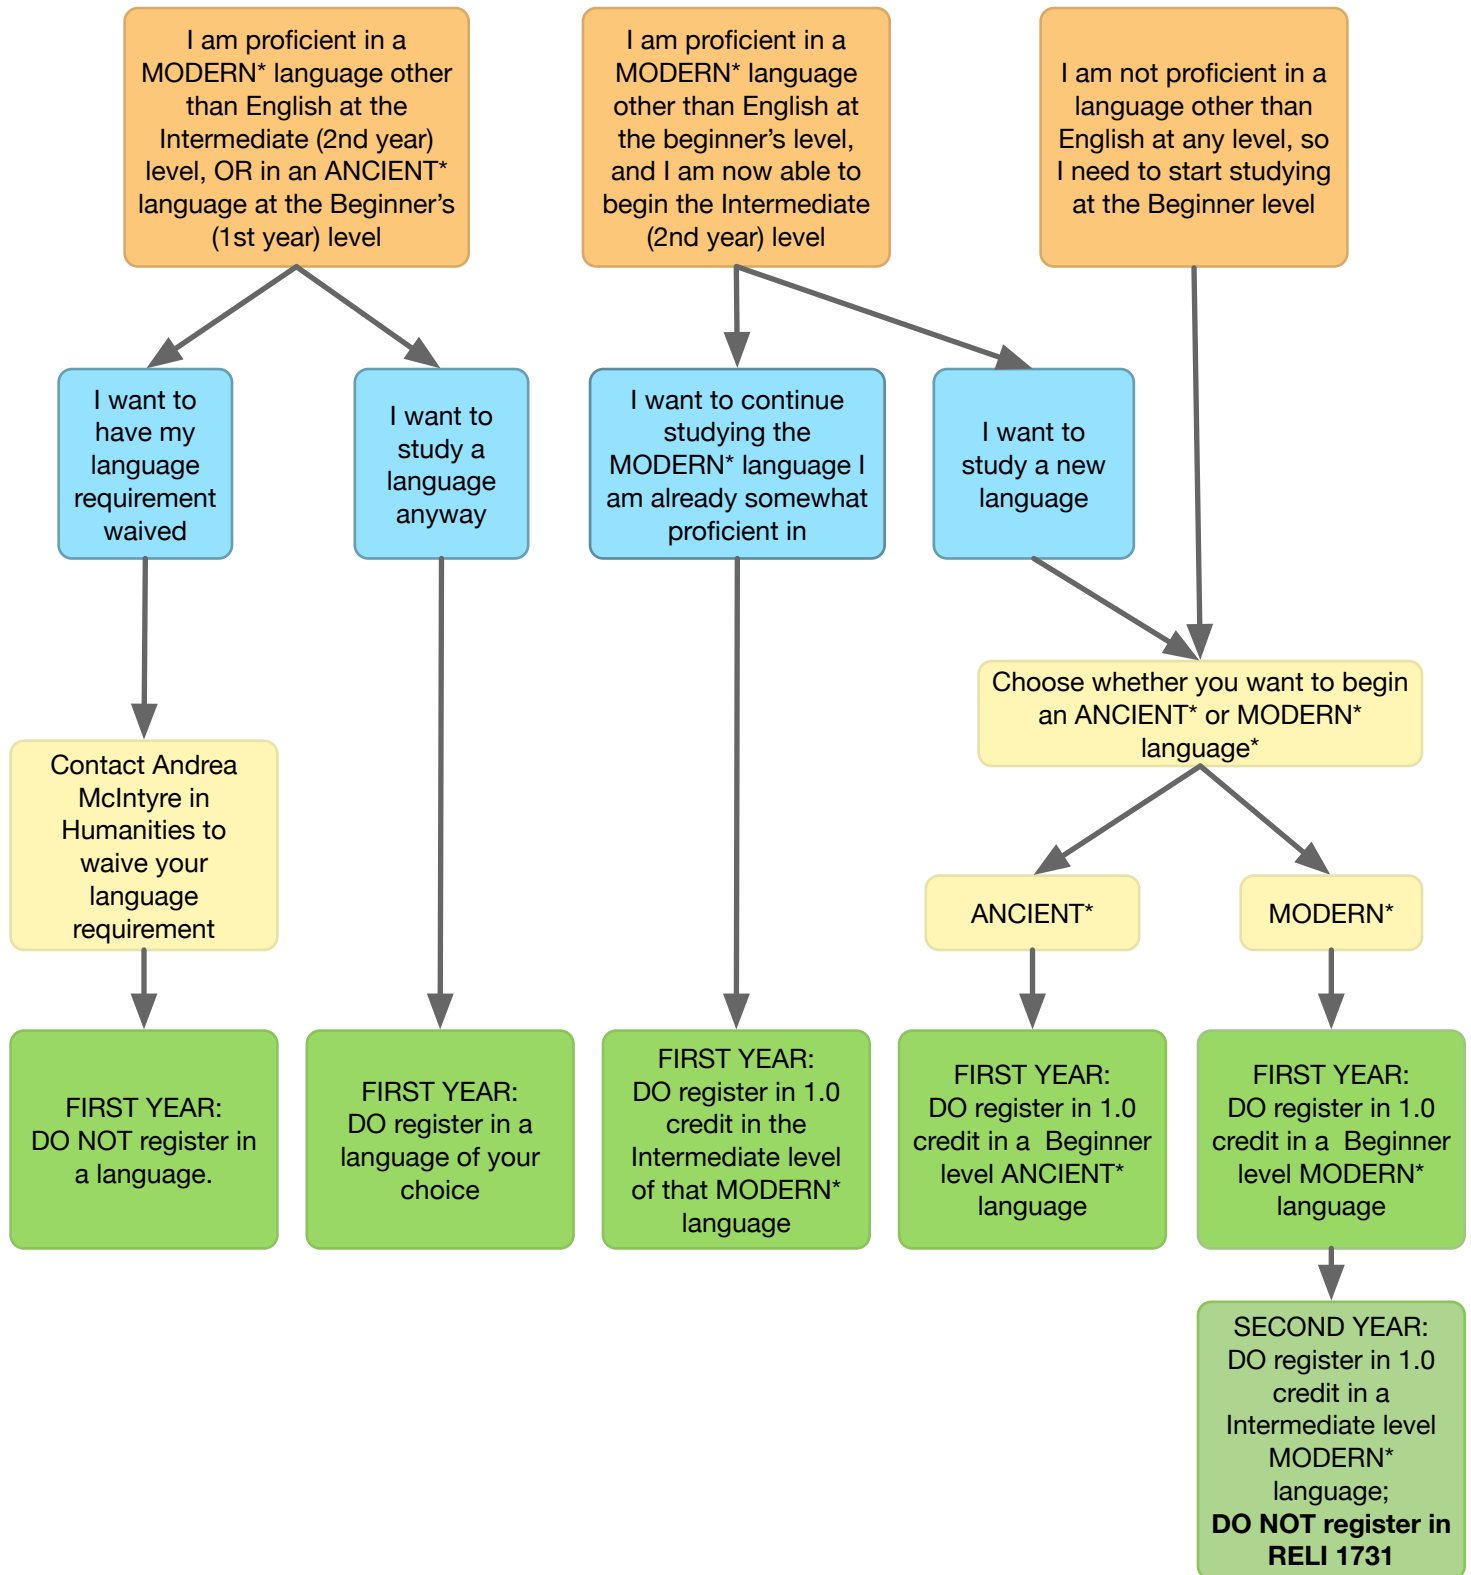 I am proficient in a
MODERN* language other
than English at the
Intermediate (2nd year)
level, OR in an ANCIENT*
language at the Beginner’s
(1st year) level
I am proficient in a
MODERN* language
other than English at
the beginner’s level,
and I am now able to
begin the Intermediate
(2nd year) level
I am not proficient in a
language other than
English at any level, so
I need to start studying
at the Beginner level
I want to
have my
language
requirement
waived
I want to
study a
language
anyway
I want to continue
studying the
MODERN* language I
am already somewhat
proficient in
I want to
study a new
language
Choose whether you want to begin
an ANCIENT* or MODERN*
language*
Contact Andrea
McIntyre in
Humanities to
waive your
language
requirement
ANCIENT*
MODERN*
FIRST YEAR:
DO NOT register in
a language.
FIRST YEAR:
DO register in a
language of your
choice
FIRST YEAR:
DO register in 1.0
credit in the
Intermediate level
of that MODERN*
language
FIRST YEAR:
DO register in 1.0
credit in a  Beginner
level ANCIENT*
language
FIRST YEAR:
DO register in 1.0
credit in a  Beginner
level MODERN*
language
SECOND YEAR:
DO register in 1.0
credit in a
Intermediate level
MODERN*
language;
DO NOT register in
RELI 1731